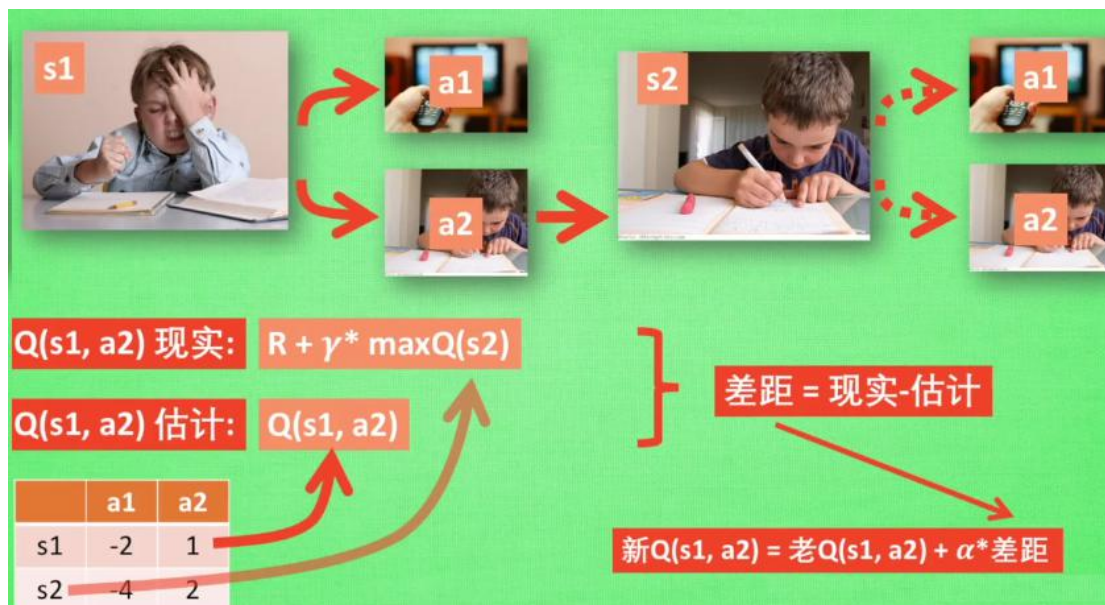 s1
a1
s2
a1
a2
a2
Q(s1, a2) 现实: R + γ* maxQ(s2)
差距 = 现实-估计
Q(s1, a2) 估计: Q(s1, a2)
a1 a2
s1 -2 1
s2 -4 2
新Q(s1, a2) = 老Q(s1, a2) + α*差距